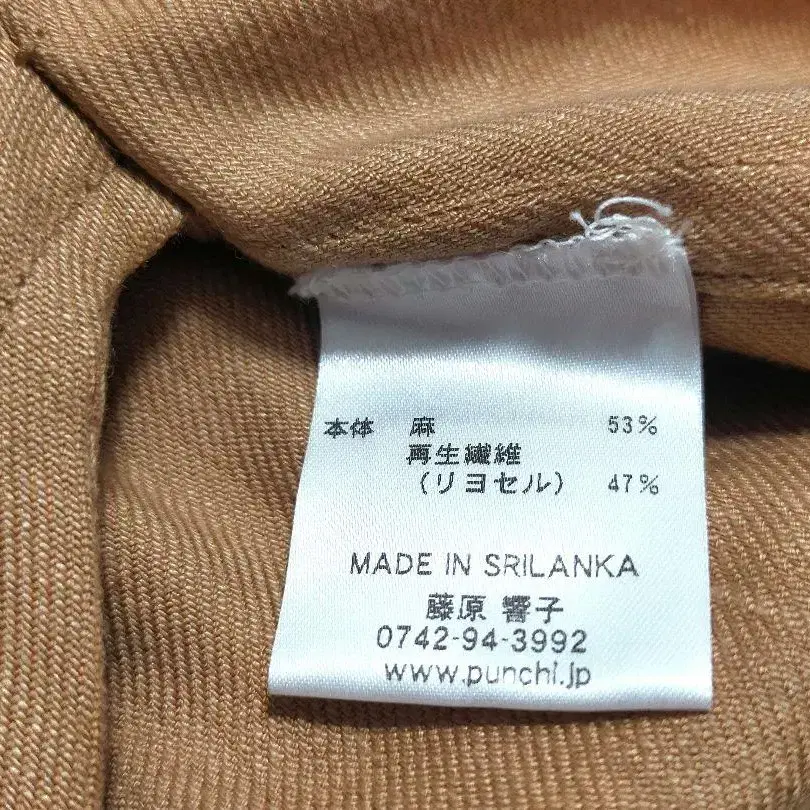 本体 麻 53%
再生繊維
(リヨセル) 47%
MADE IN SRILANKA
藤原 響子
0742-94-3992
www.punchi.jp